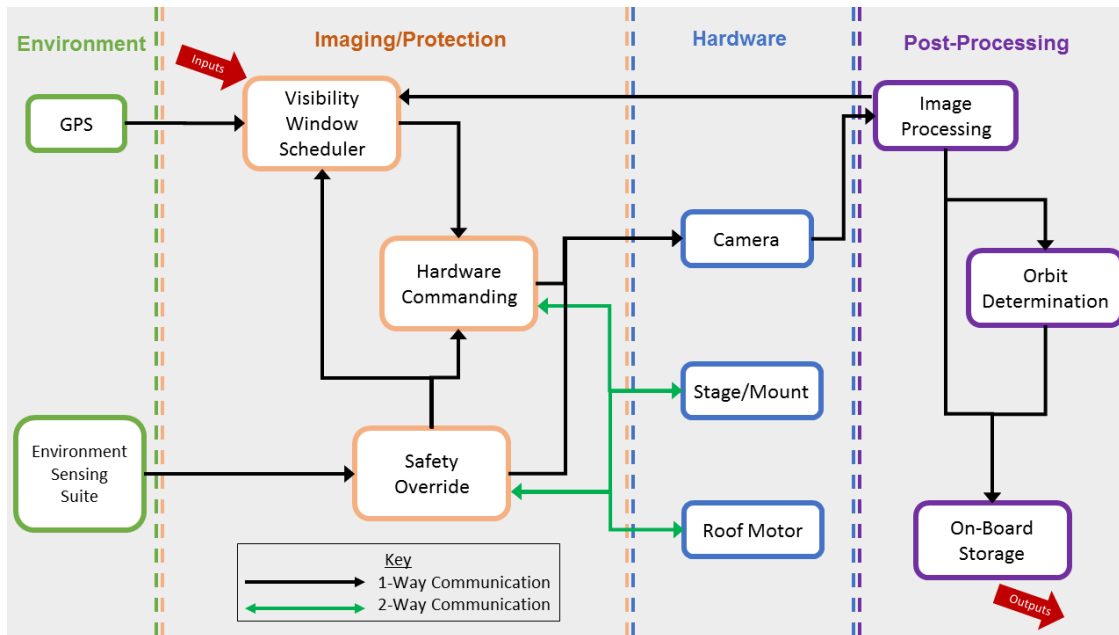 Environment
Imaging/Protection
Hardware
Post-Processing
Inputs
GPS
Visibility
Window
Scheduler
Image
Processing
Hardware
Commanding
Camera
Orbit
Determination
Stage/Mount
Environment
Sensing
Suite
Safety
Override
Roof Motor
On-Board
Storage
Key
1-Way Communication
2-Way Communication
Outputs